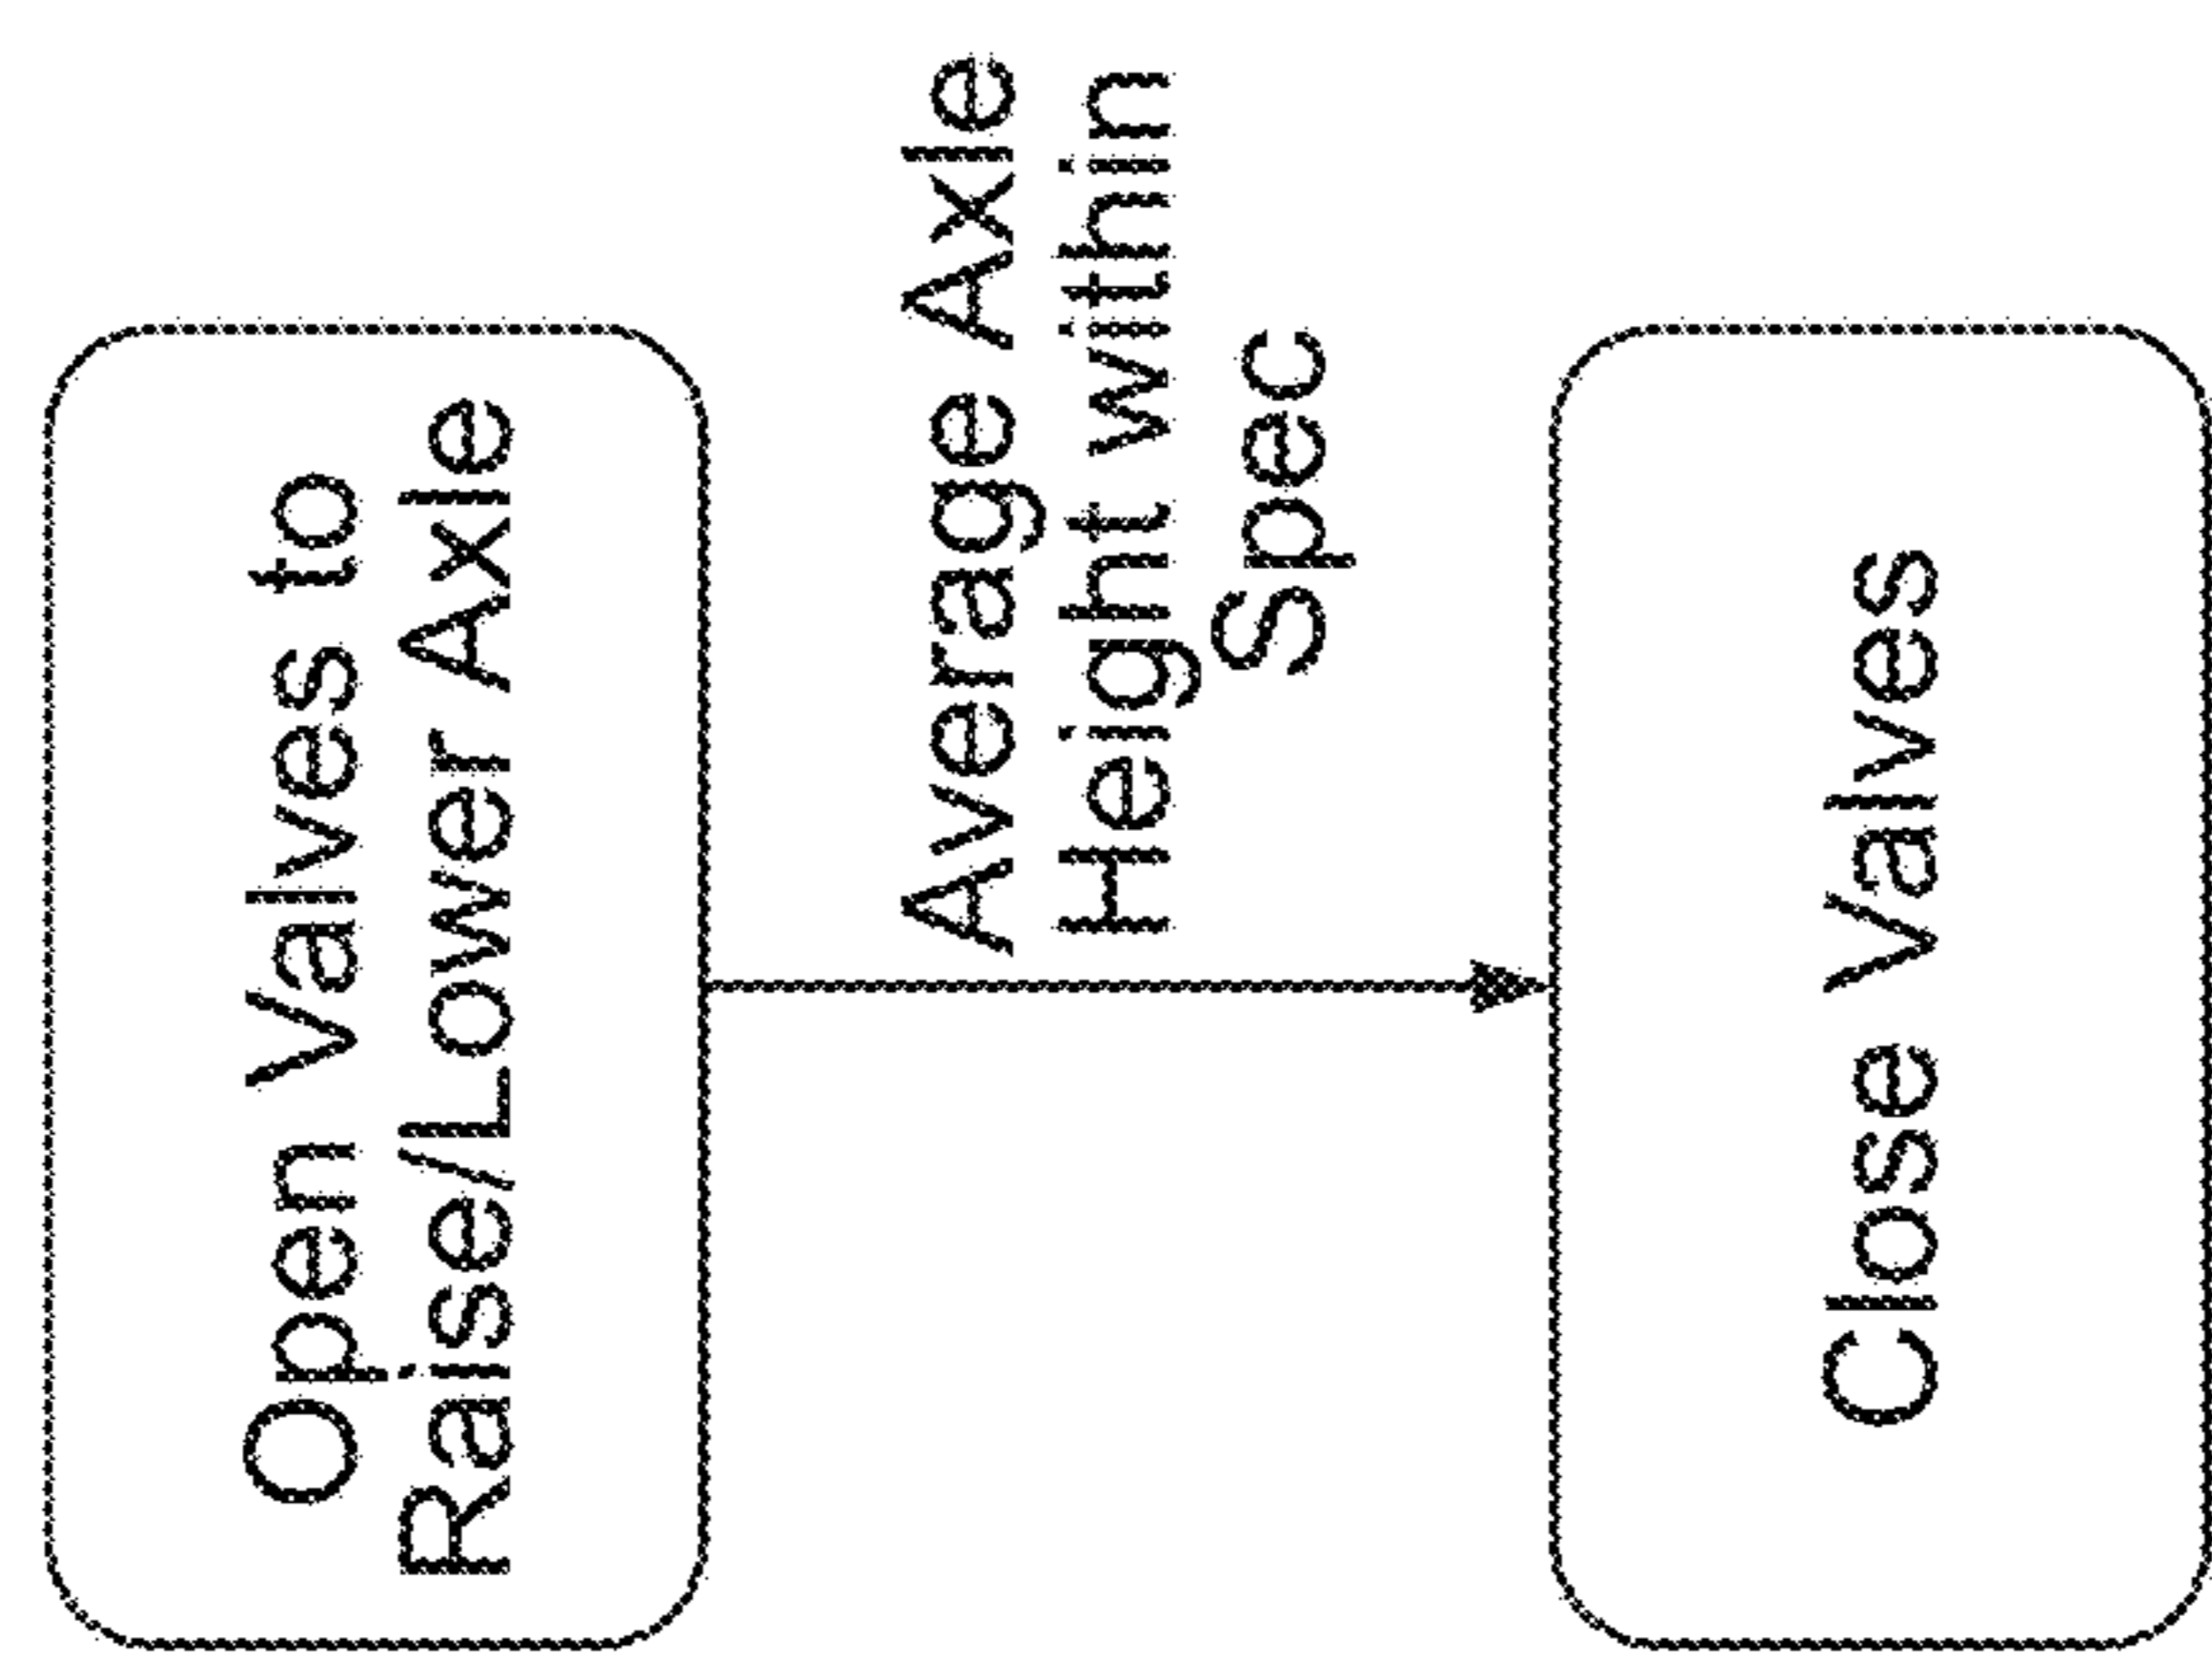 Open Valves to
Raise/Lower Axle
Average Axle
Height within
Spec
Close Valves